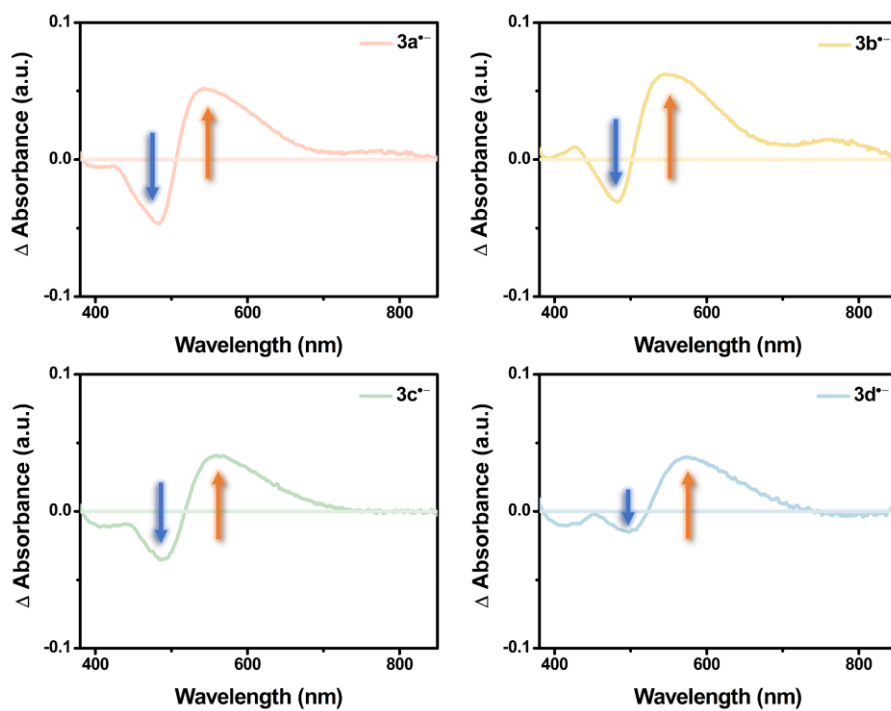 3a•−
Δ Absorbance (a.u.)
0.1
0.0
-0.1
400 600 800
Wavelength (nm)
3b•−
Δ Absorbance (a.u.)
0.1
0.0
-0.1
400 600 800
Wavelength (nm)
3c•−
Δ Absorbance (a.u.)
0.1
0.0
-0.1
400 600 800
Wavelength (nm)
3d•−
Δ Absorbance (a.u.)
0.1
0.0
-0.1
400 600 800
Wavelength (nm)